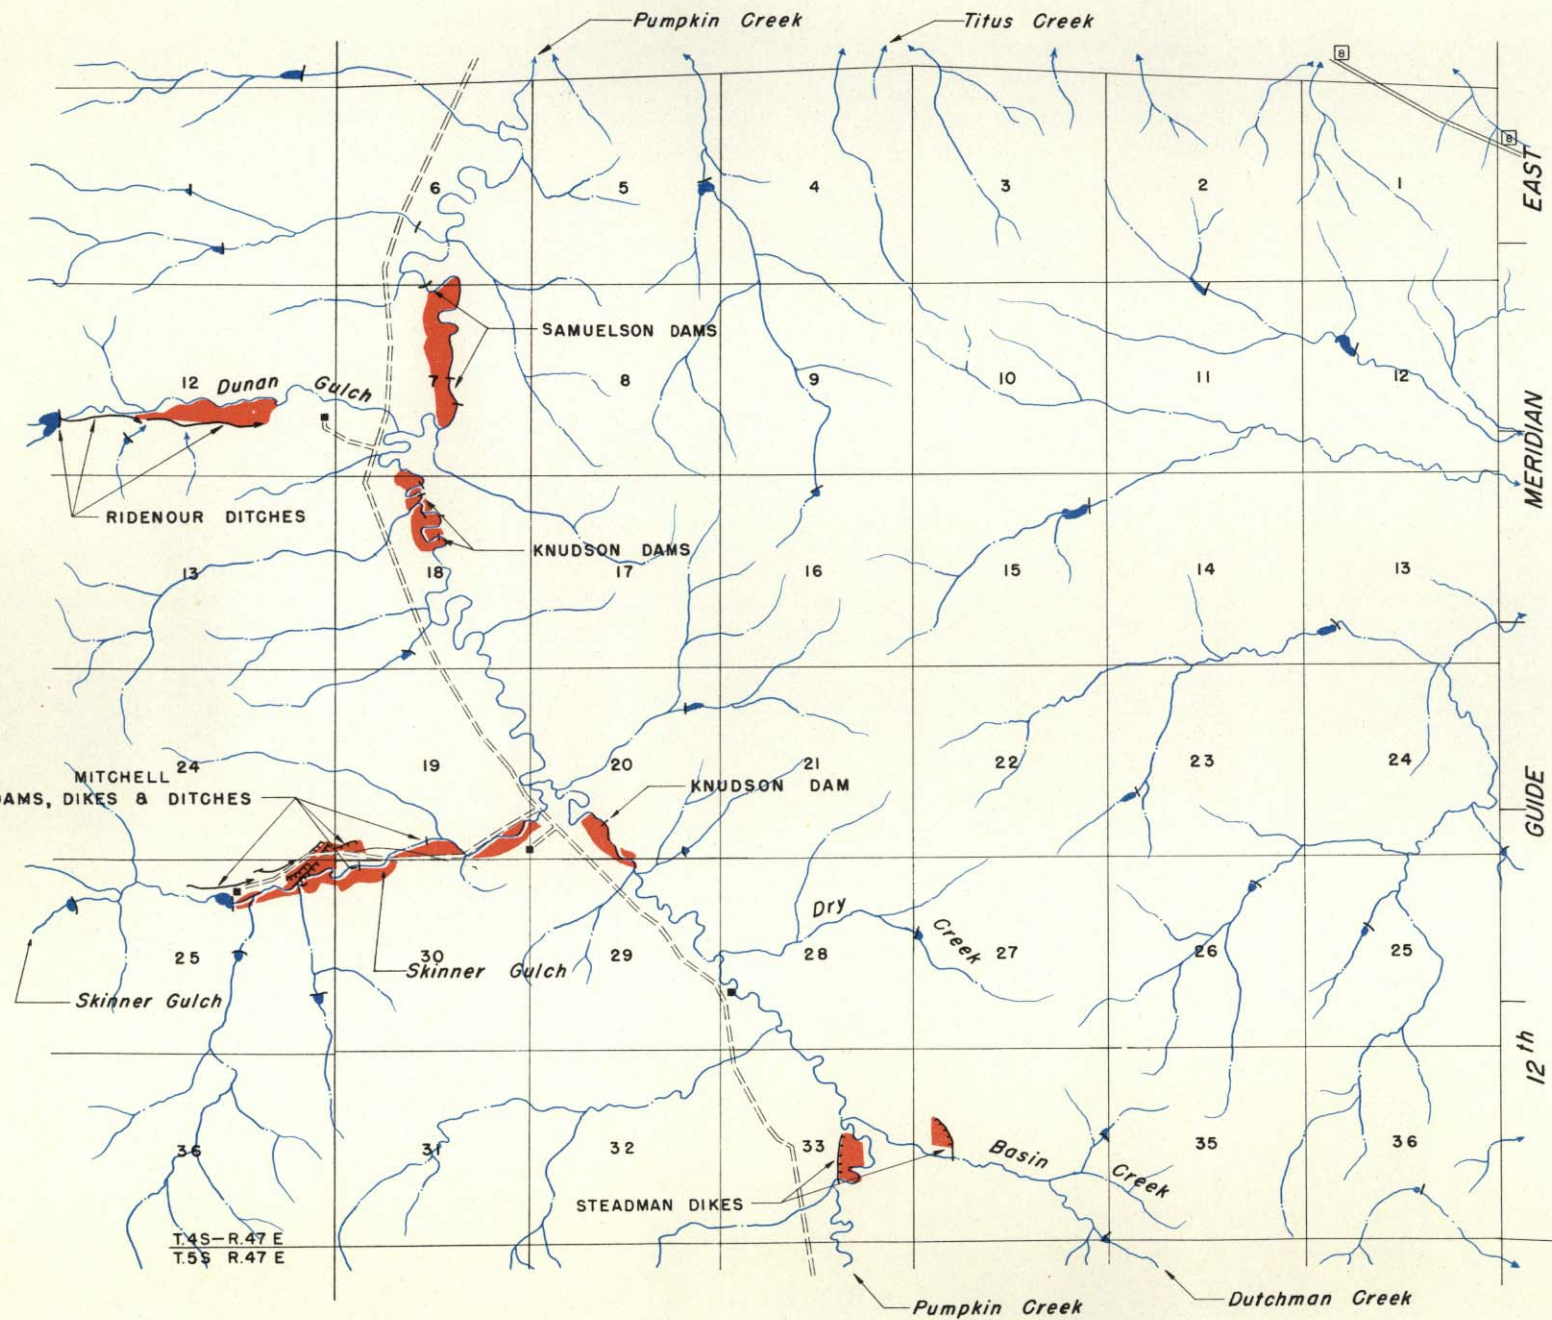 Pumpkin Creek
Titus Creek
8
8
6
5
4
3
2
1
EAST
SAMUELSON DAMS
12
Dunan Gulch
7
8
9
10
11
12
MERIDIAN
RIDENOUR DITCHES
KNUDSON DAMS
13
18
17
16
15
14
13
24
MITCHELL
DAMS, DIKES & DITCHES
19
20
21
22
23
24
KNUDSON DAM
GUIDE
Dry Creek
25
30
29
28
27
26
25
Skinner Gulch
Skinner Gulch
12th
36
31
32
33
35
36
Basin Creek
STEADMAN DIKES
T.4S-R.47 E
T.5S R.47 E
Pumpkin Creek
Dutchman Creek